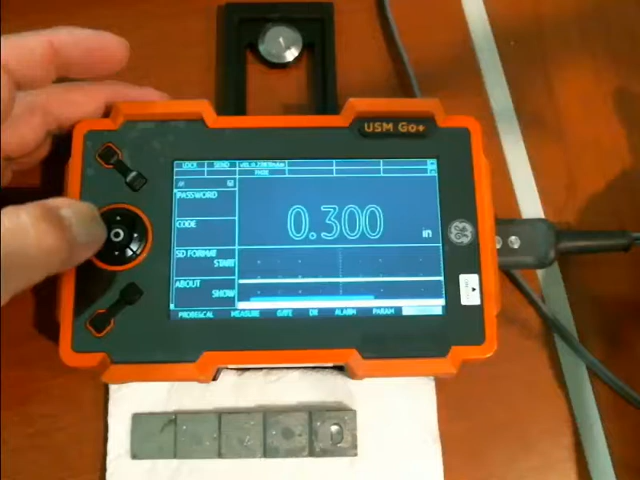 USM Go+
LOCK SEND
PASSWORD
0.300
in
CODE
SD FORMAT
START
ABOUT
SHOW
PROBE&CAL MEASURE GATE DR ALARM PARAM